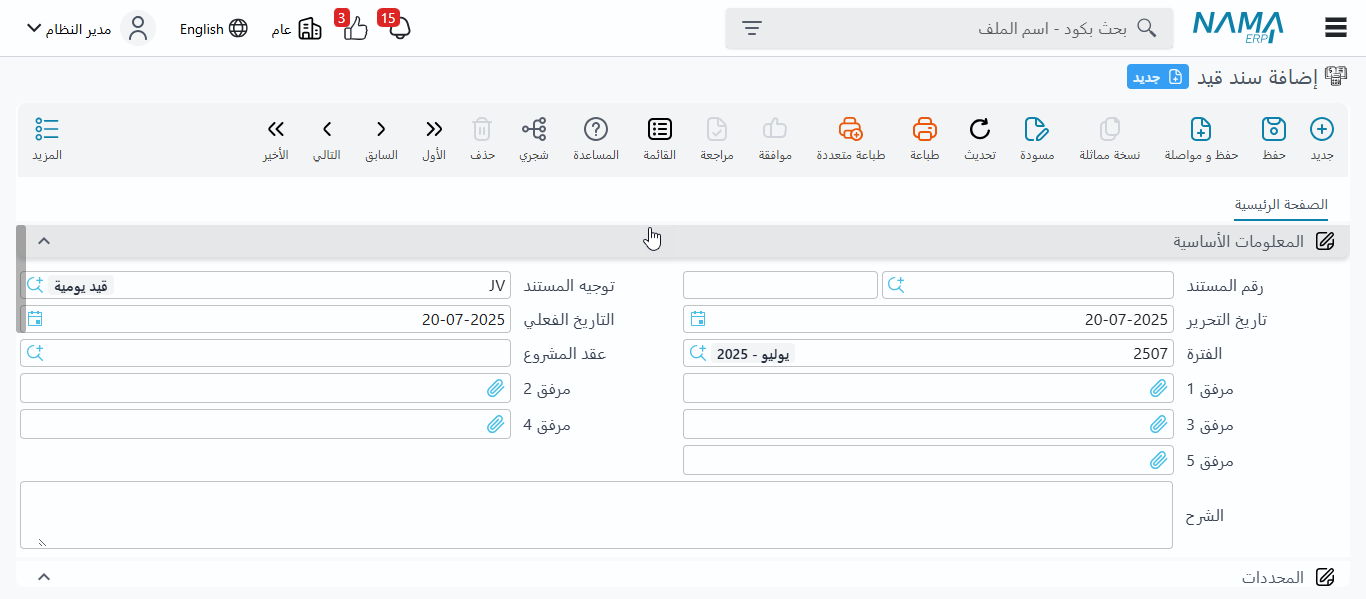 NAMA ERP
بحث بكود - اسم الملف
15
3
عام
English
مدير النظام
إضافة سند قيد جديد
جديد
حفظ
حفظ و مواصلة
نسخة مماثلة
مسودة
تحديث
طباعة
طباعة متعددة
موافقة
مراجعة
القائمة
المساعدة
شجري
حذف
الأول
السابق
التالي
الأخير
المزيد
الصفحة الرئيسية
المعلومات الأساسية
رقم المستند
توجيه المستند JV قيد يومية
تاريخ التحرير 20-07-2025
التاريخ الفعلي 20-07-2025
الفترة 2507 يوليو - 2025
عقد المشروع
مرفق 1
مرفق 2
مرفق 3
مرفق 4
مرفق 5
الشرح
المحددات